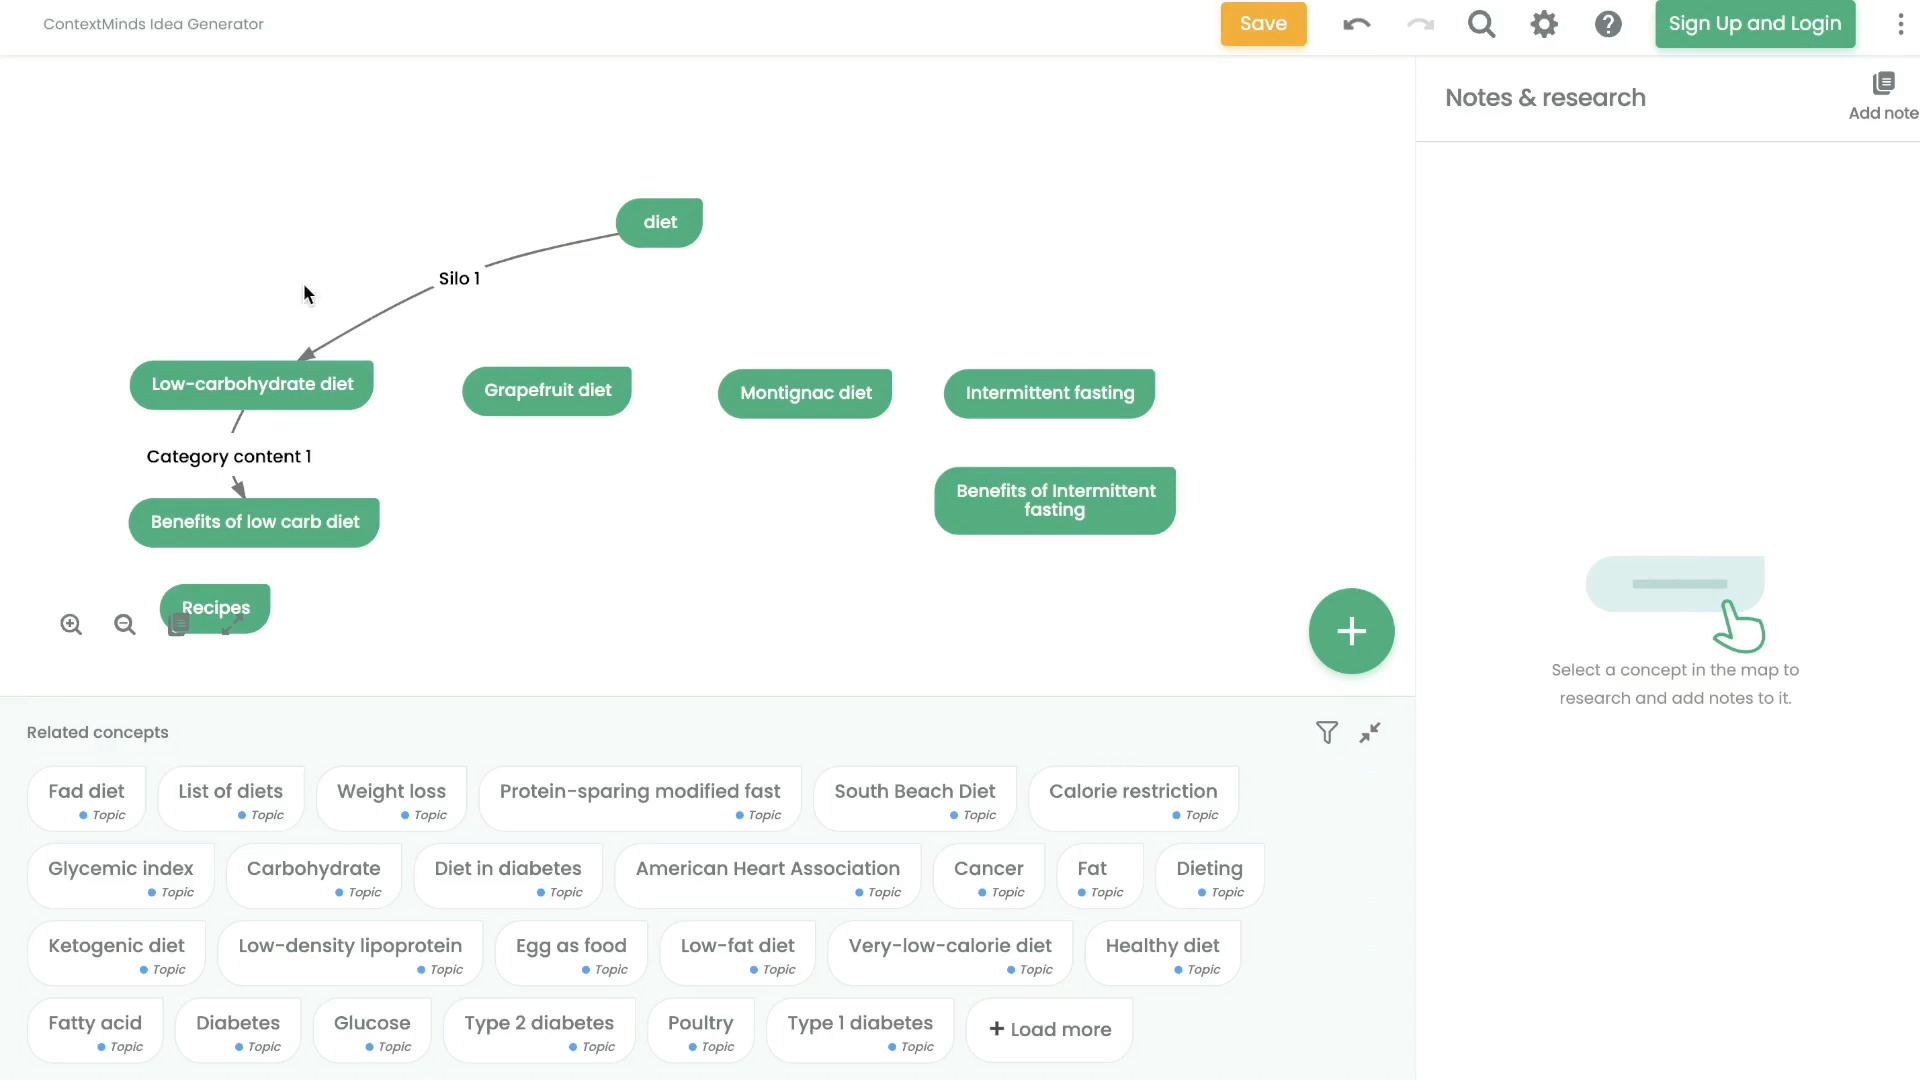 ContextMinds Idea Generator
Save
Sign Up and Login
Notes & research
Add note
diet
Silo 1
Low-carbohydrate diet
Grapefruit diet
Montignac diet
Intermittent fasting
Category content 1
Benefits of Intermittent
fasting
Benefits of low carb diet
Recipes
Select a concept in the map to
research and add notes to it.
Related concepts
Fad diet
Topic
List of diets
Topic
Weight loss
Topic
Protein-sparing modified fast
Topic
South Beach Diet
Topic
Calorie restriction
Topic
Glycemic index
Topic
Carbohydrate
Topic
Diet in diabetes
Topic
American Heart Association
Topic
Cancer
Topic
Fat
Topic
Dieting
Topic
Ketogenic diet
Topic
Low-density lipoprotein
Topic
Egg as food
Topic
Low-fat diet
Topic
Very-low-calorie diet
Topic
Healthy diet
Topic
Fatty acid
Topic
Diabetes
Topic
Glucose
Topic
Type 2 diabetes
Topic
Poultry
Topic
Type 1 diabetes
Topic
+ Load more